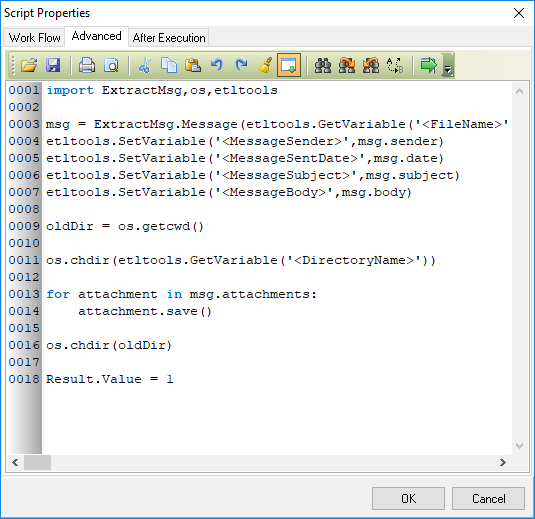 Script Properties
Work Flow Advanced After Execution
0001 import ExtractMsg,os,etltools
0002
0003 msg = ExtractMsg.Message(etltools.GetVariable('<FileName>'
0004 etltools.SetVariable('<MessageSender>',msg.sender)
0005 etltools.SetVariable('<MessageSentDate>',msg.date)
0006 etltools.SetVariable('<MessageSubject>',msg.subject)
0007 etltools.SetVariable('<MessageBody>',msg.body)
0008
0009 oldDir = os.getcwd()
0010
0011 os.chdir(etltools.GetVariable('<DirectoryName>'))
0012
0013 for attachment in msg.attachments:
0014     attachment.save()
0015
0016 os.chdir(oldDir)
0017
0018 Result.Value = 1
OK Cancel